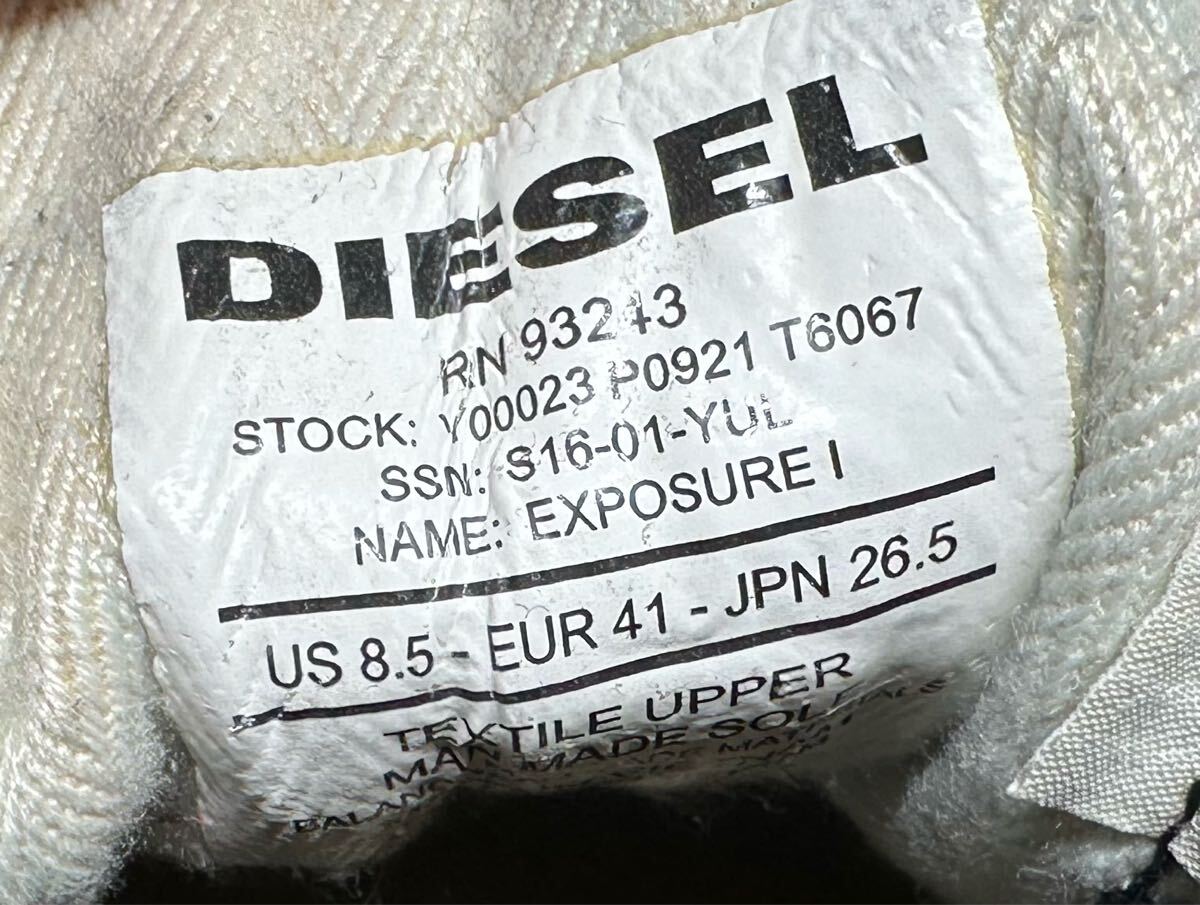 DIESEL
RN 93243
STOCK: Y00023 P0921 T6067
SSN: S16-01-YUL
NAME: EXPOSURE I
US 8.5 - EUR 41 - JPN 26.5
TEXTILE UPPER
MAN MADE SOLE